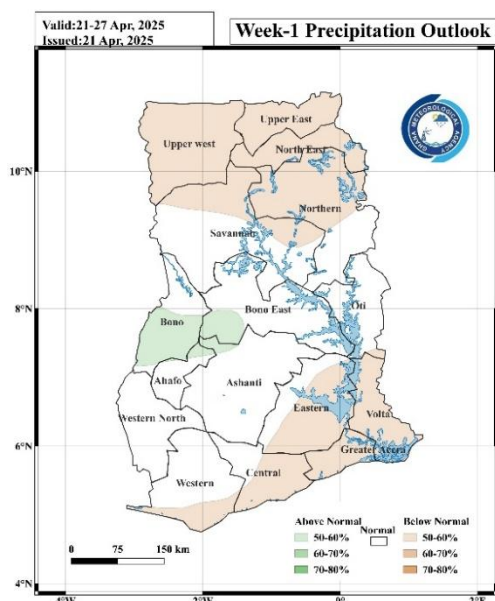 Valid:21-27 Apr, 2025
Issued:21 Apr, 2025
Week-1 Precipitation Outlook
GHANA METEOROLOGICAL AGENCY
Upper East
Upper west
North East
10°N
Northern
Savannah
8°N
Bono
Bono East
Oti
Ahafo
Ashanti
Western North
Eastern
Volta
6°N
Greater Accra
Central
Western
Above Normal
Normal
Below Normal
50-60%
50-60%
60-70%
60-70%
70-80%
70-80%
0 75 150 km
4°N